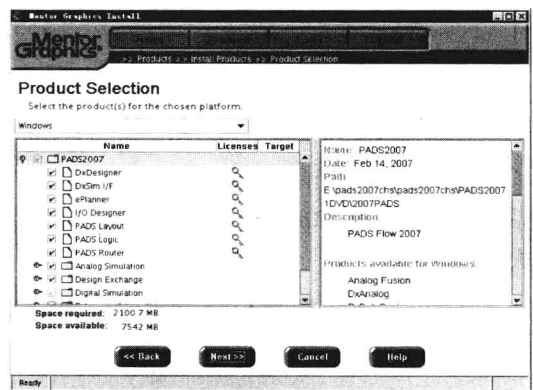 Mentor Graphics Install
Mentor
Graphics
>> Products >> Install Products >> Product Selection
Product Selection
Select the product(s) for the chosen platform.
Windows
Name Licenses Target
PADS2007
DxDesigner
DxSim I/F
ePlanner
I/O Designer
PADS Layout
PADS Logic
PADS Router
Analog Simulation
Design Exchange
Digital Simulation
Space required: 2100.7 MB
Space available: 7542 MB
Name: PADS2007
Date: Feb 14, 2007
Path:
E:\pads2007chs\pads2007chs\PADS2007
1DVD\2007PADS
Description:
PADS Flow 2007
Products available for Windows:
Analog Fusion
DxAnalog
<< Back Next >> Cancel Help
Ready